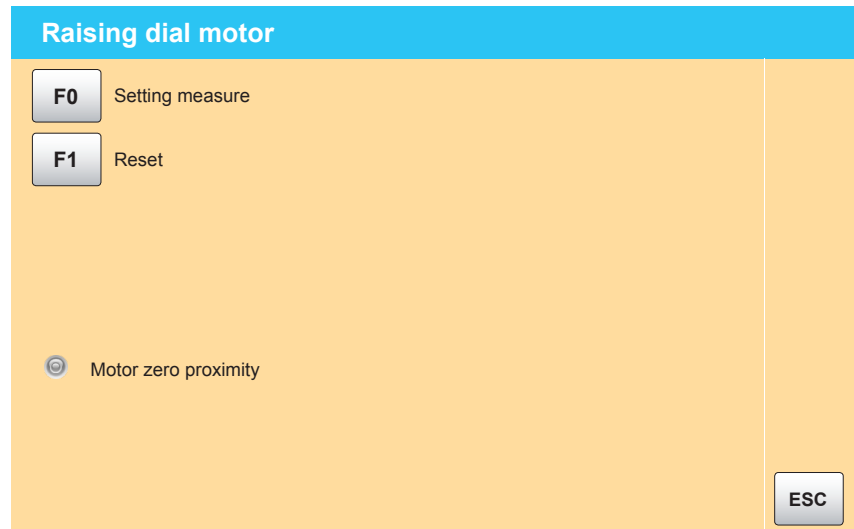 Raising dial motor
F0 Setting measure
F1 Reset
Motor zero proximity
ESC